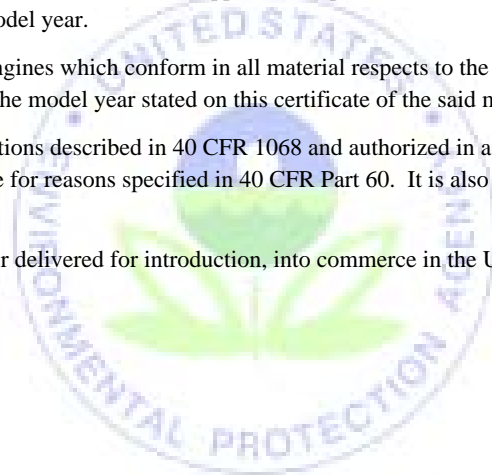 odel year.
ngines which conform in all material respects to the
he model year stated on this certificate of the said m
tions described in 40 CFR 1068 and authorized in a
e for reasons specified in 40 CFR Part 60. It is also
r delivered for introduction, into commerce in the U
UNITED STATES
ENVIRONMENTAL PROTECTION AGENCY